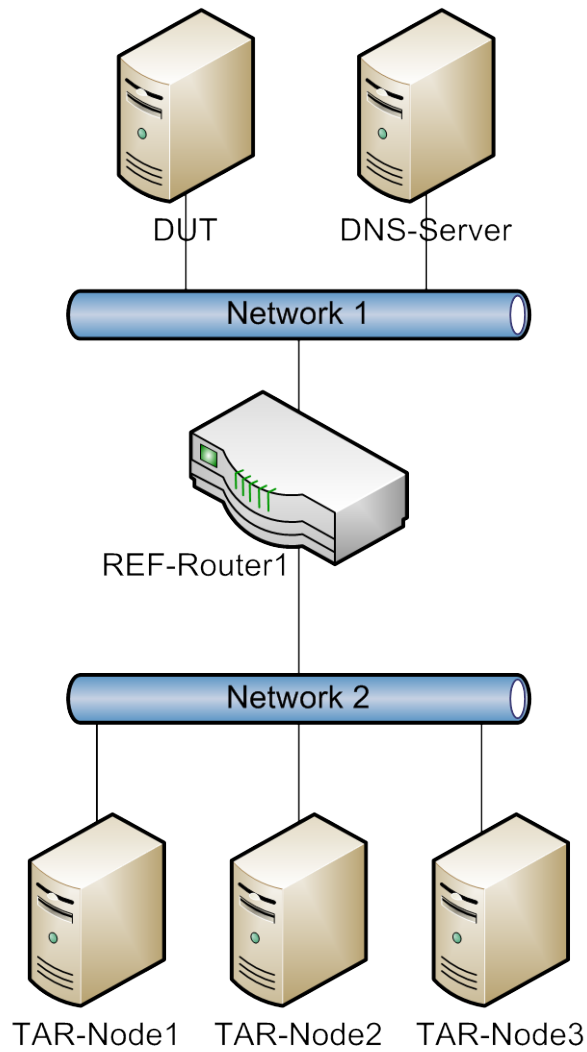 DUT
DNS-Server
Network 1
REF-Router1
Network 2
TAR-Node1
TAR-Node2
TAR-Node3